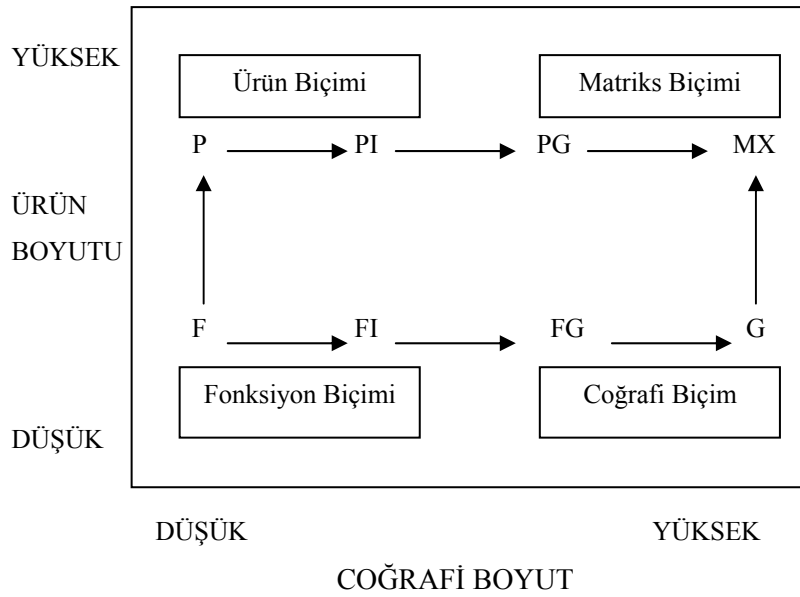 YÜKSEK
Ürün Biçimi
Matriks Biçimi
P
PI
PG
MX
ÜRÜN
BOYUTU
F
FI
FG
G
Fonksiyon Biçimi
Coğrafi Biçim
DÜŞÜK
DÜŞÜK
YÜKSEK
COĞRAFİ BOYUT